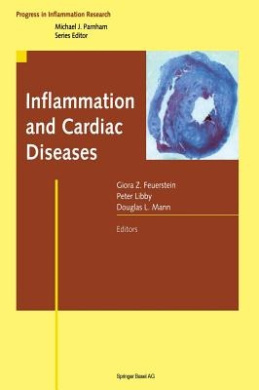 Progress in Inflammation Research
Michael J. Parnham
Series Editor
Inflammation
and Cardiac
Diseases
Giora Z. Feuerstein
Peter Libby
Douglas L. Mann
Editors
Springer Basel AG